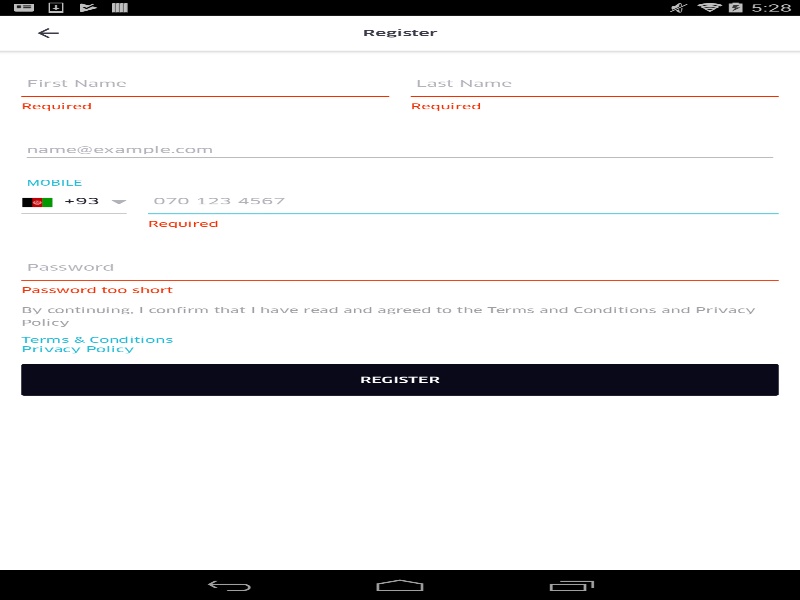 5:28
Register
First Name
Last Name
Required
Required
name@example.com
MOBILE
+93
070 123 4567
Required
Password
Password too short
By continuing, I confirm that I have read and agreed to the Terms and Conditions and Privacy
Policy
Terms & Conditions
Privacy Policy
REGISTER